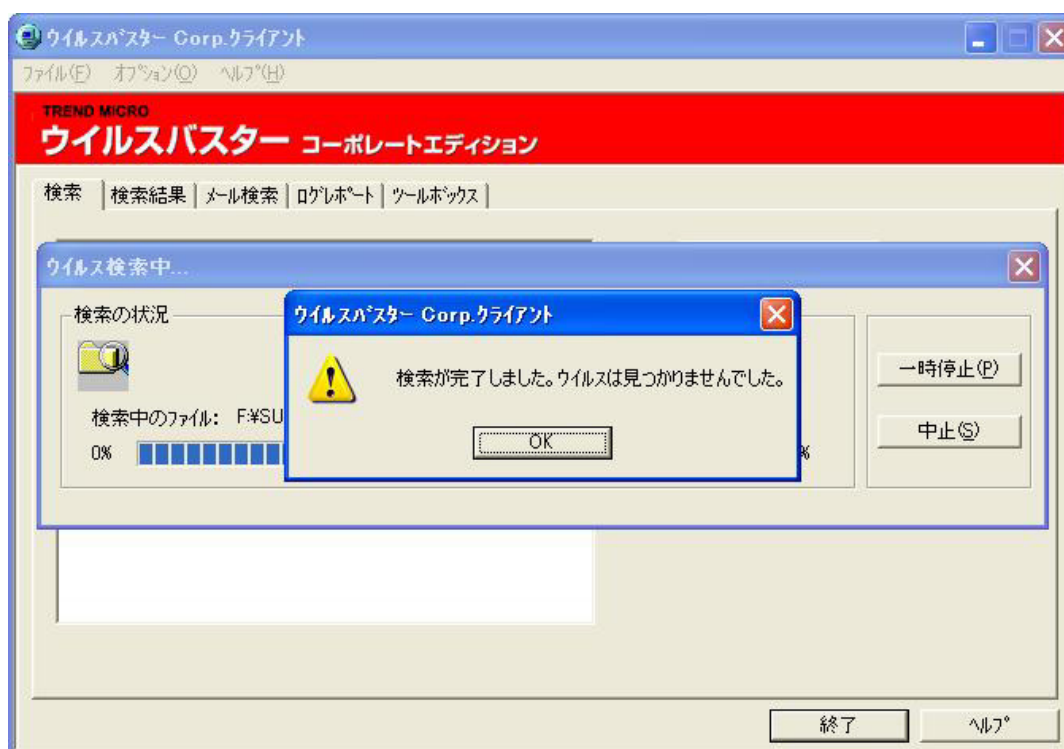 ウイルスバスター Corp.クライアント
ファイル(F) オプション(O) ヘルプ(H)
TREND MICRO
ウイルスバスター コーポレートエディション
検索 検索結果 メール検索 ログレポート ツールボックス
ウイルス検索中...
検索の状況
ウイルスバスター Corp.クライアント
検索が完了しました。ウイルスは見つかりませんでした。
OK
検索中のファイル: F:¥SU
0% %
一時停止(P)
中止(S)
終了 ヘルプ